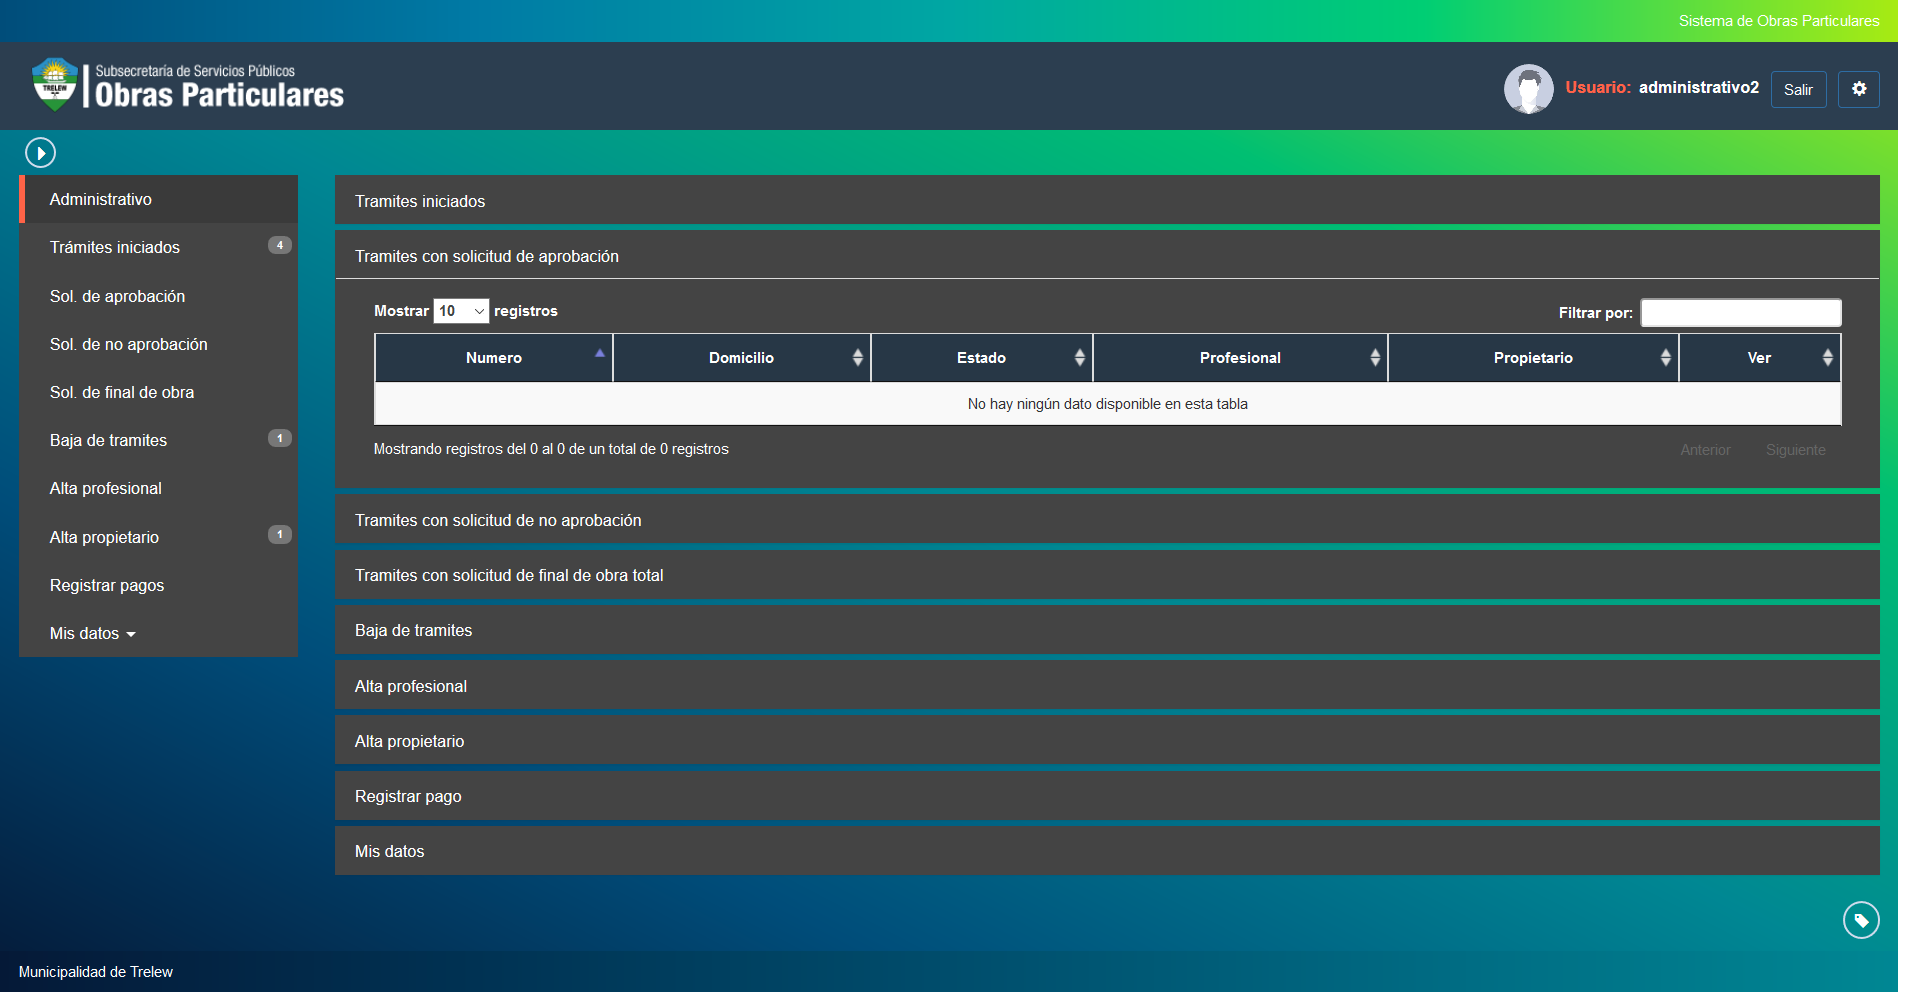 Sistema de Obras Particulares
TRELEW
Subsecretaría de Servicios Públicos
Obras Particulares
Usuario: administrativo2
Salir
Administrativo
Trámites iniciados 4
Sol. de aprobación
Sol. de no aprobación
Sol. de final de obra
Baja de tramites 1
Alta profesional
Alta propietario 1
Registrar pagos
Mis datos
Tramites iniciados
Tramites con solicitud de aprobación
Mostrar 10 registros
Filtrar por:
Numero Domicilio Estado Profesional Propietario Ver
No hay ningún dato disponible en esta tabla
Mostrando registros del 0 al 0 de un total de 0 registros
Anterior Siguiente
Tramites con solicitud de no aprobación
Tramites con solicitud de final de obra total
Baja de tramites
Alta profesional
Alta propietario
Registrar pago
Mis datos
Municipalidad de Trelew